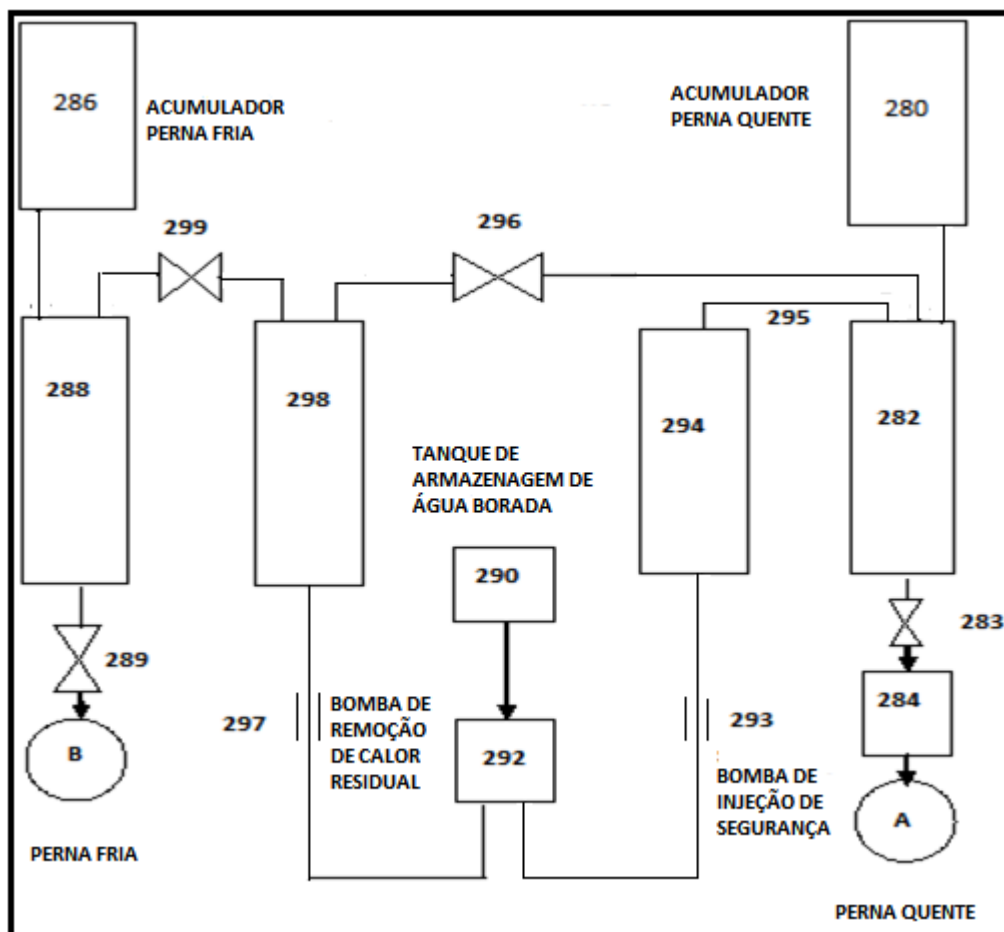 286
ACUMULADOR
PERNA FRIA
ACUMULADOR
PERNA QUENTE
280
299
296
295
288
298
294
282
TANQUE DE
ARMAZENAGEM DE
ÁGUA BORADA
290
283
289
284
297
BOMBA DE
REMOÇÃO
DE CALOR
RESIDUAL
292
293
BOMBA DE
INJEÇÃO DE
SEGURANÇA
B
A
PERNA FRIA
PERNA QUENTE